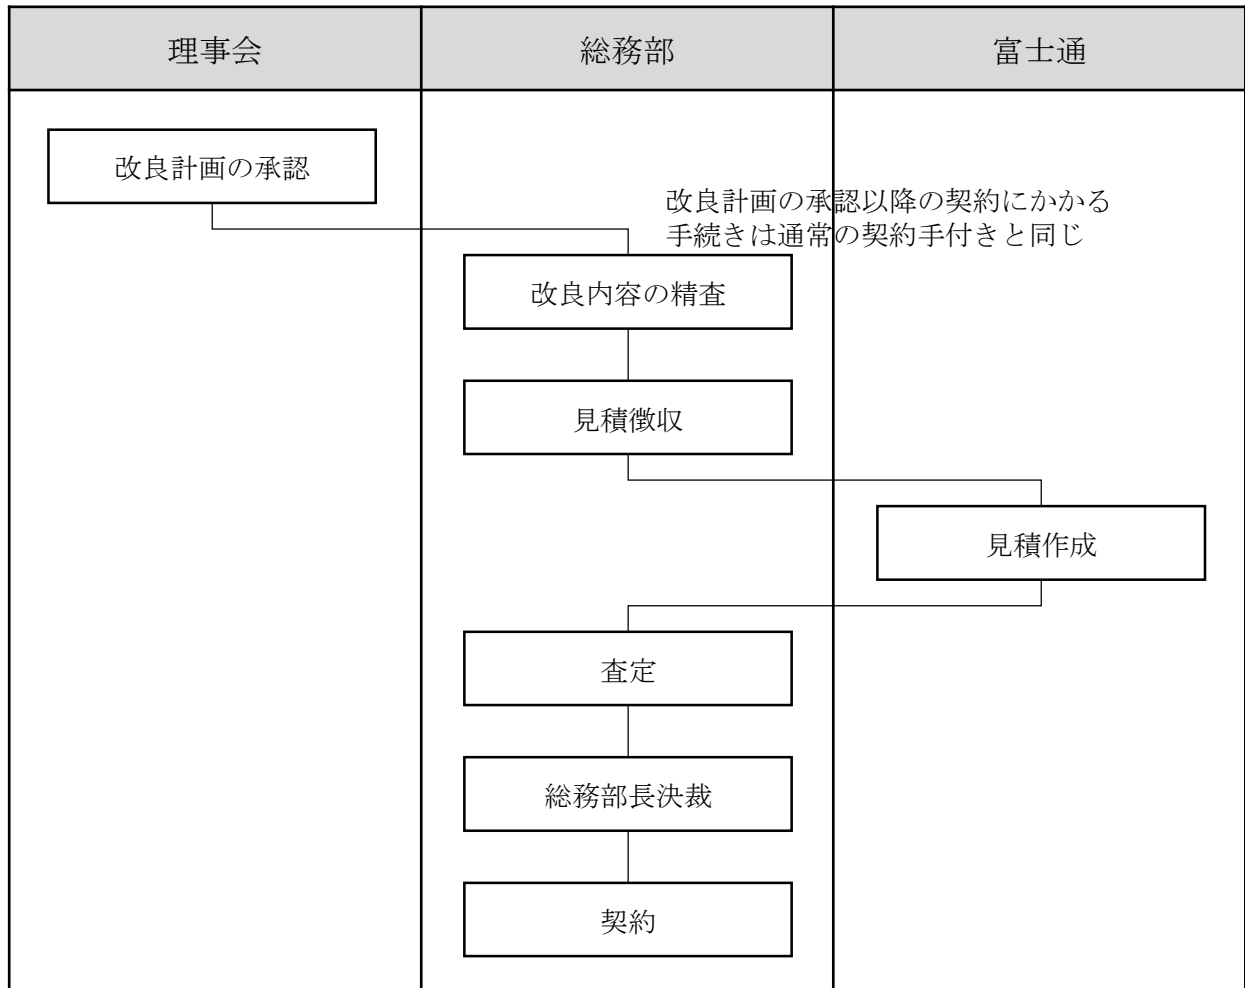 理事会
総務部
富士通
改良計画の承認
改良計画の承認以降の契約にかかる
手続きは通常の契約手付きと同じ
改良内容の精査
見積徴収
見積作成
査定
総務部長決裁
契約